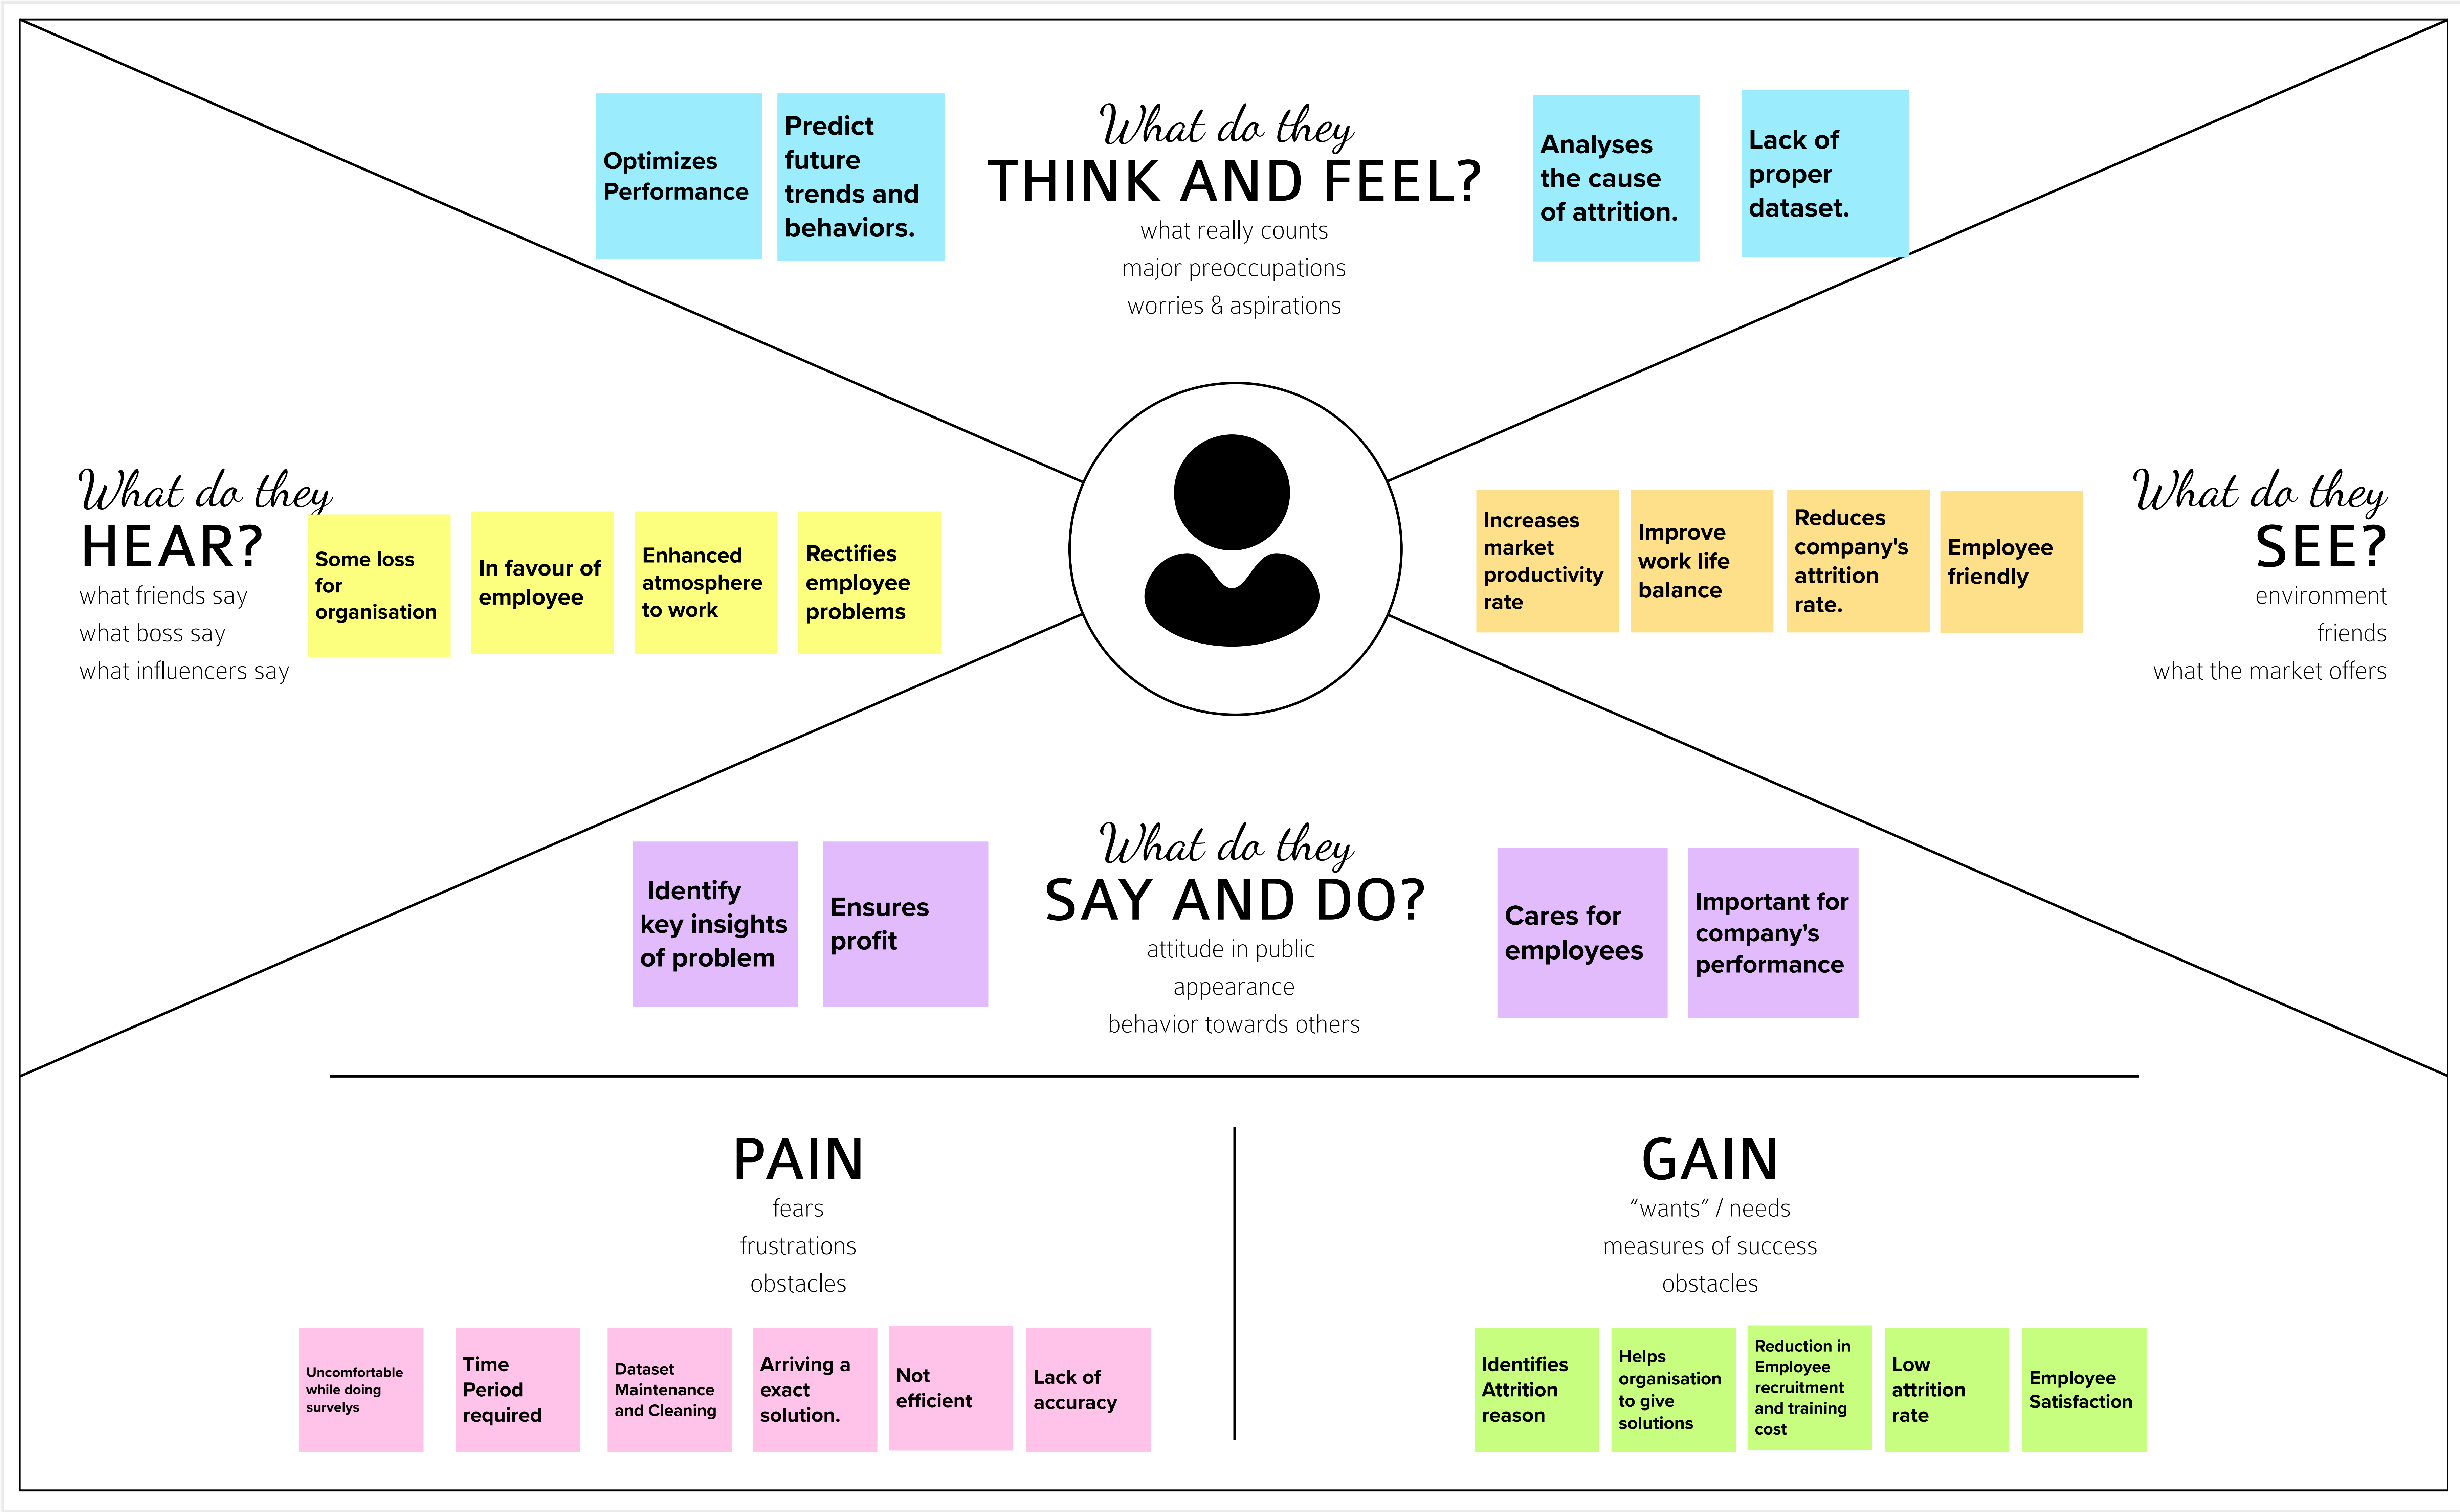 What do they
THINK AND FEEL?
what really counts
major preoccupations
worries & aspirations
Optimizes
Performance
Predict
future
trends and
behaviors.
Analyses
the cause
of attrition.
Lack of
proper
dataset.
What do they
HEAR?
what friends say
what boss say
what influencers say
Some loss
for
organisation
In favour of
employee
Enhanced
atmosphere
to work
Rectifies
employee
problems
Increases
market
productivity
rate
Improve
work life
balance
Reduces
company's
attrition
rate.
Employee
friendly
What do they
SEE?
environment
friends
what the market offers
What do they
SAY AND DO?
attitude in public
appearance
behavior towards others
Identify
key insights
of problem
Ensures
profit
Cares for
employees
Important for
company's
performance
PAIN
fears
frustrations
obstacles
Uncomfortable
while doing
survelys
Time
Period
required
Dataset
Maintenance
and Cleaning
Arriving a
exact
solution.
Not
efficient
Lack of
accuracy
GAIN
“wants” / needs
measures of success
obstacles
Identifies
Attrition
reason
Helps
organisation
to give
solutions
Reduction in
Employee
recruitment
and training
cost
Low
attrition
rate
Employee
Satisfaction